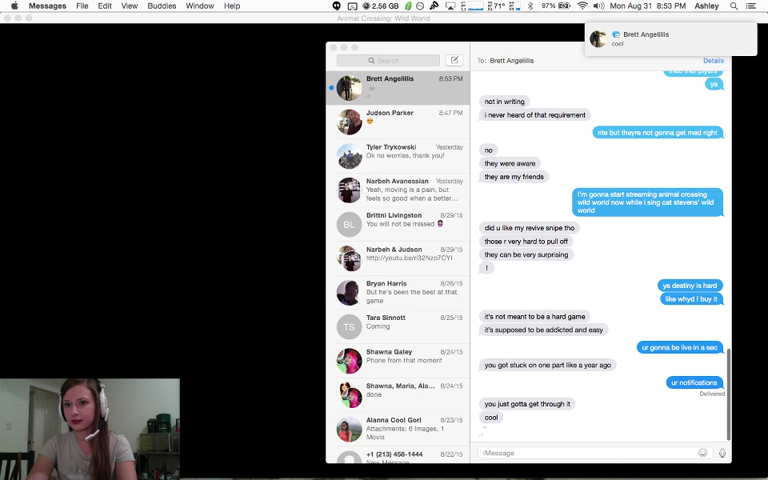 Messages File Edit View Buddies Window Help 2.56 GB 71° 97% Mon Aug 31 8:53 PM Ashley
Animal Crossing: Wild World
Brett Angelillis
cool
Search
Brett Angelillis 8:53 PM
Judson Parker 8:47 PM
😍
Tyler Trykowski Yesterday
Ok no worries, thank you!
Narbeh Avanessian Yesterday
Yeah, moving is a pain, but
feels so good when a better...
BL
Brittni Livingston 8/29/15
You will not be missed
Narbeh & Judson 8/29/15
http://youtu.be/ri32Nzo7CYI
Bryan Harris 8/26/15
But he's been the best at that
game
TS
Tara Sinnott 8/25/15
Coming
Shawna Galey 8/24/15
Phone from that moment
Shawna, Maria, Ala... 8/24/15
done
Alanna Cool Gorl 8/23/15
Attachments: 6 Images, 1
Movie
+1 (213) 458-1444 8/22/15
To: Brett Angelillis Details
ya
not in writing
i never heard of that requirement
rite but theyre not gonna get mad right
no
they were aware
they are my friends
I'm gonna start streaming animal crossing
wild world now while i sing cat stevens' wild
world
did u like my revive snipe tho
those r very hard to pull off
they can be very surprising
!
ya destiny is hard
like whyd I buy it
it's not meant to be a hard game
it's supposed to be addicted and easy
ur gonna be live in a sec
you got stuck on one part like a year ago
ur notifications
Delivered
you just gotta get through it
cool
iMessage